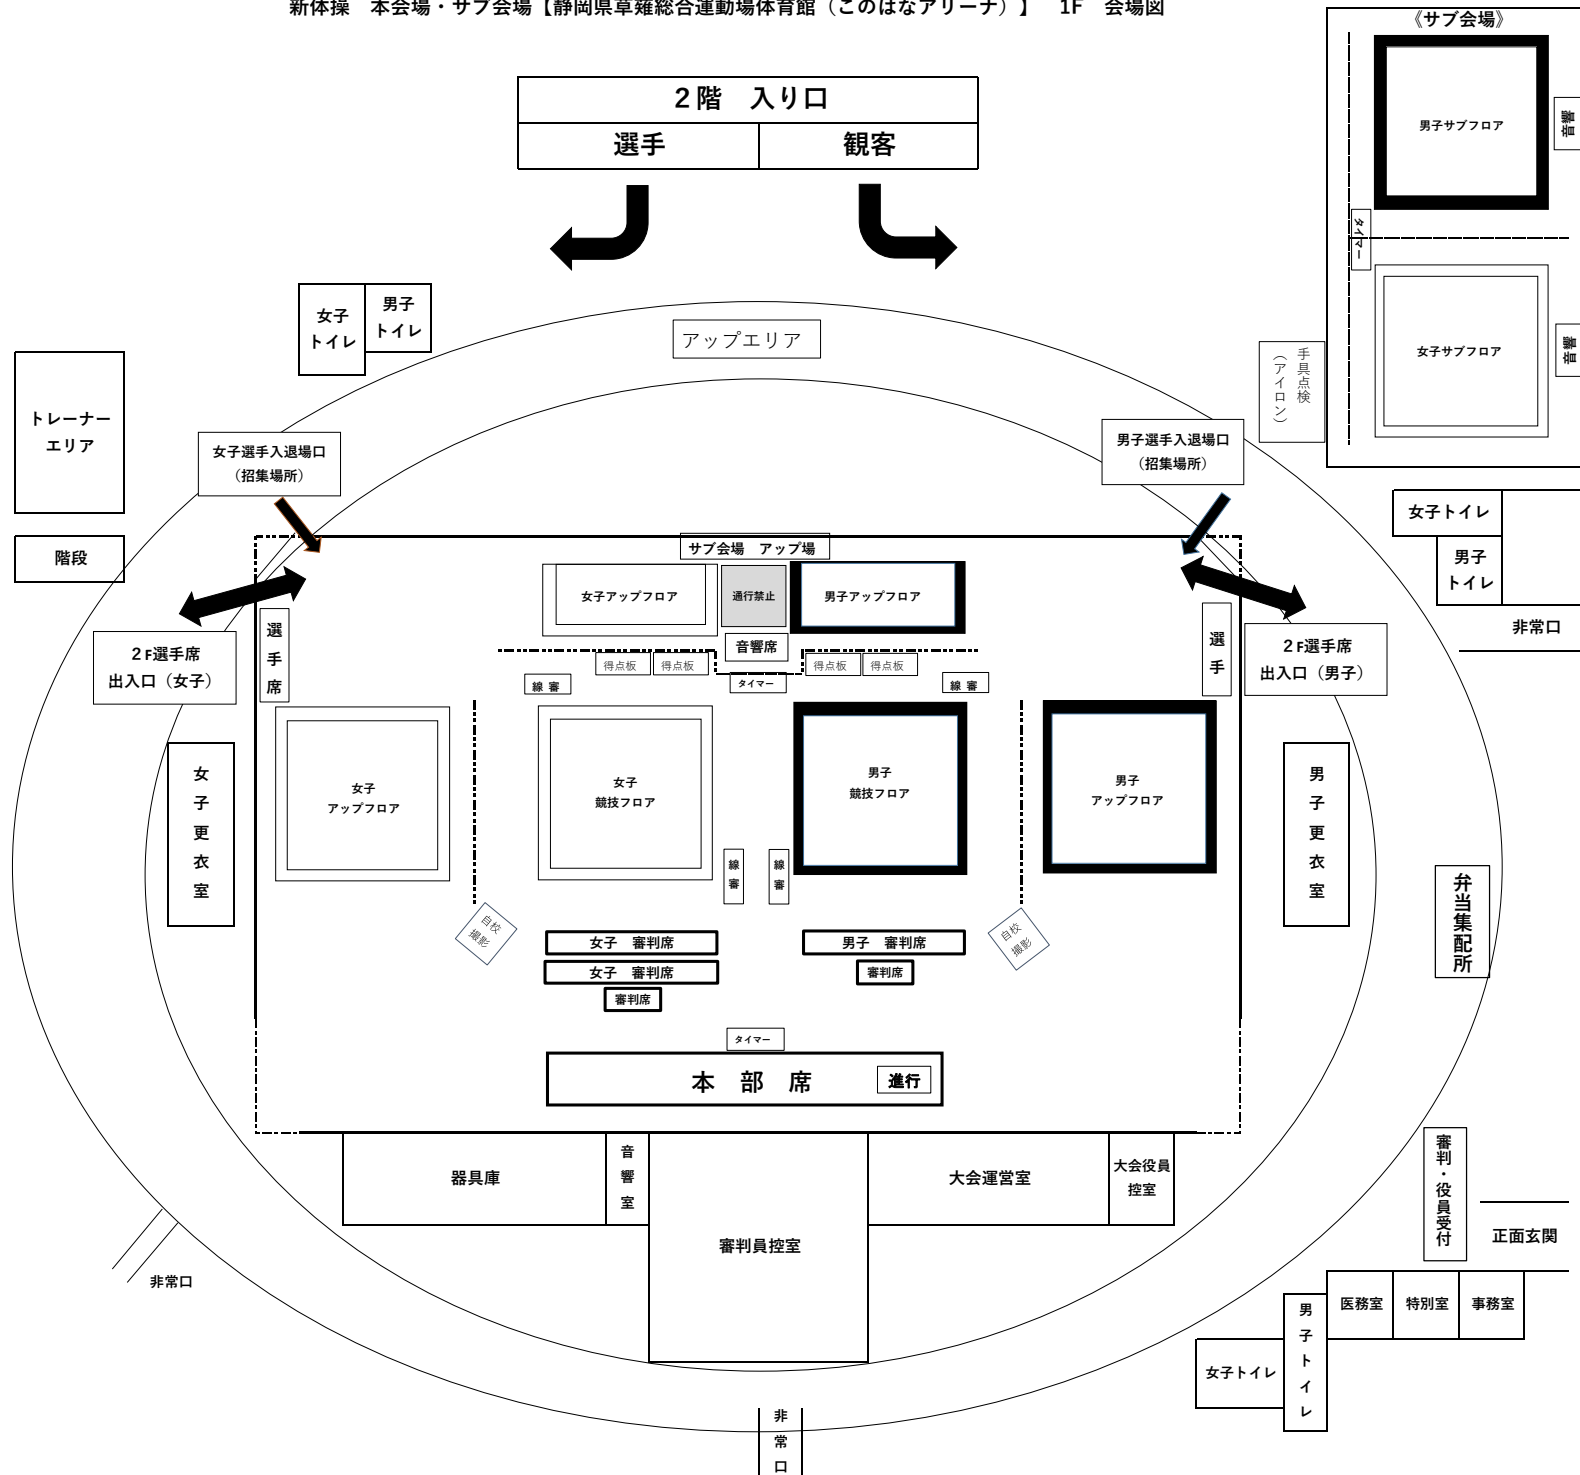 新体操　本会場・サブ会場【静岡県草薙総合運動場体育館（このはなアリーナ）】　1F　会場図
《サブ会場》
２階　入り口
選手
観客
男子サブフロア
音響
タイマー
女子サブフロア
音響
手具点検
（アイロン）
女子
トイレ
男子
トイレ
アップエリア
トレーナー
エリア
階段
女子選手入退場口
（招集場所）
男子選手入退場口
（招集場所）
女子トイレ
男子
トイレ
非常口
サブ会場　アップ場
女子アップフロア
通行禁止
男子アップフロア
音響席
得点板
得点板
タイマー
得点板
得点板
線審
線審
選手席
選手
２F選手席
出入口（女子）
２F選手席
出入口（男子）
女子更衣室
女子
アップフロア
女子
競技フロア
男子
競技フロア
男子
アップフロア
男子更衣室
線審
線審
自校
撮影
自校
撮影
女子　審判席
女子　審判席
審判席
男子　審判席
審判席
弁当集配所
タイマー
本　部　席
進行
器具庫
音響室
審判員控室
大会運営室
大会役員
控室
審判・役員受付
正面玄関
非常口
医務室
特別室
事務室
男子トイレ
女子トイレ
非常口